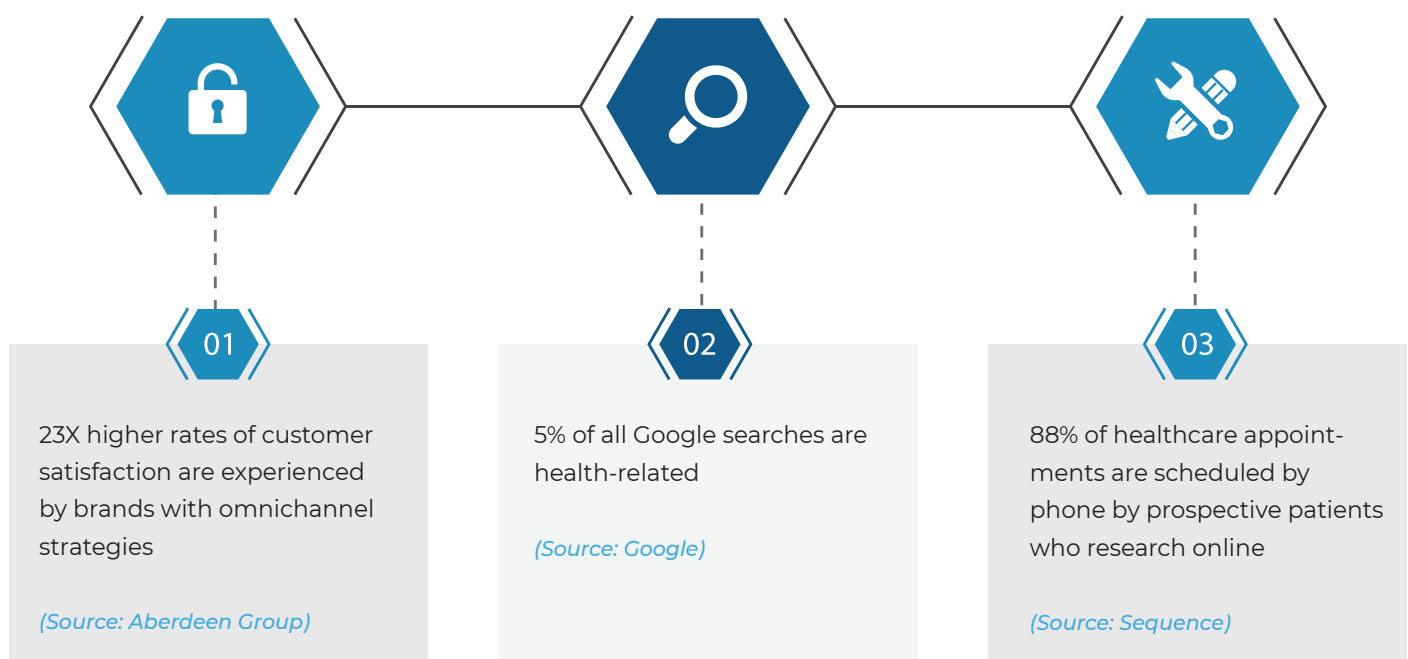 01
23X higher rates of customer
satisfaction are experienced
by brands with omnichannel
strategies
(Source: Aberdeen Group)
02
5% of all Google searches are
health-related
(Source: Google)
03
88% of healthcare appoint-
ments are scheduled by
phone by prospective patients
who research online
(Source: Sequence)